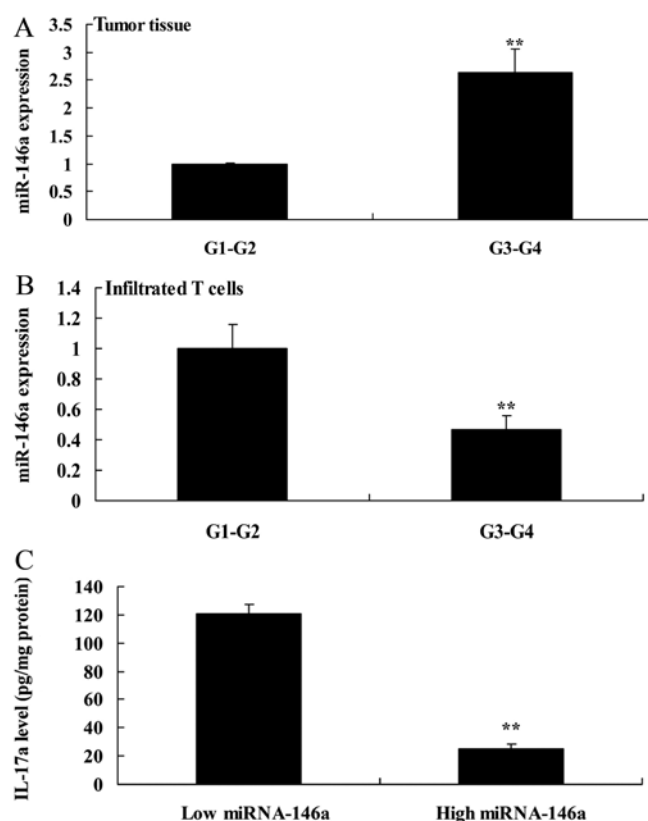 A
Tumor tissue
miR-146a expression
3.5
3
2.5
2
1.5
1
0.5
0
**
G1-G2
G3-G4
B
Infiltrated T cells
miR-146a expression
1.4
1.2
1
0.8
0.6
0.4
0.2
0
**
G1-G2
G3-G4
C
IL-17a level (pg/mg protein)
140
120
100
80
60
40
20
0
**
Low miRNA-146a
High miRNA-146a